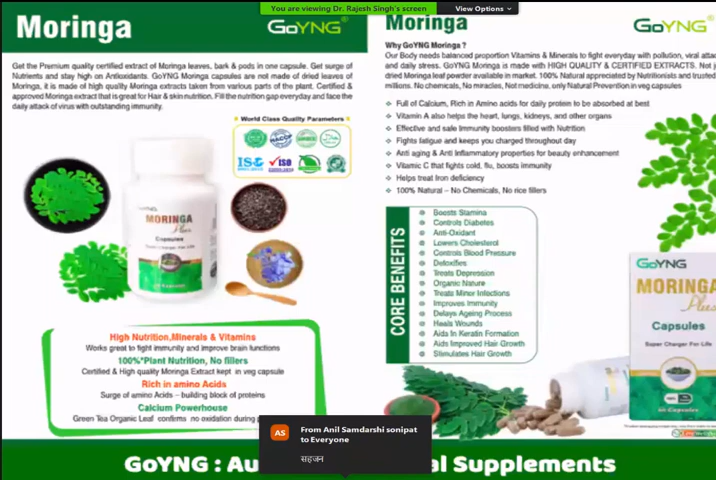 You are viewing Dr. Rajesh Singh's screen
View Options
Moringa
GOYNG®
Get the Premium quality certified extract of Moringa leaves, bark & pods in one capsule. Get surge of
Nutrients and stay high on Antioxidants. GoYNG Moringa capsules are not made of dried leaves of
Moringa, it is made of high quality Moringa extracts taken from various parts of the plant. Certified &
approved Moringa extract that is great for Hair & skin nutrition. Fill the nutrition gap everyday and face the
daily attack of virus with outstanding immunity.
World Class Quality Parameters
HACCP
ISO
GOYNG
MORINGA
Plus
Capsules
Super Charger For Life
High Nutrition,Minerals & Vitamins
Works great to fight immunity and improve brain functions
100%*Plant Nutrition, No fillers
Certified & High quality Moringa Extract kept in veg capsule
Rich in amino Acids
Surge of amino Acids – building block of proteins
Calcium Powerhouse
Green Tea Organic Leaf confirms no oxidation during
Moringa
GOYNG®
Why GoYNG Moringa ?
Our Body needs balanced proportion Vitamins & Minerals to fight everyday with pollution, viral
and daily stress. GoYNG Moringa is made with HIGH QUALITY & CERTIFIED EXTRACTS. Not
dried Moringa leaf powder available in market. 100% Natural appreciated by Nutritionists and trusted
millions. No chemicals, No miracles, Not medicine, only Natural Prevention in veg capsules
Full of Calcium, Rich in Amino acids for daily protein to be absorbed at best
Vitamin A also helps the heart, lungs, kidneys, and other organs
Effective and sale Immunity boosters filled with Nutrition
Fights fatigue and keeps you charged throughout day
Anti aging & Anti Inflammatory properties for beauty enhancement
Vitamic C that fights cold, flu, boosts immunity
Helps treat Iron deficiency
100% Natural – No Chemicals, No rice fillers
CORE BENEFITS
Boosts Stamina
Controls Diabetes
Anti-Oxidant
Lowers Cholesterol
Controls Blood Pressure
Detoxifies
Treats Depression
Organic Nature
Treats Minor Infections
Improves Immunity
Delays Ageing Process
Heals Wounds
Aids In Keratin Formation
Aids Improved Hair Growth
Stimulates Hair Growth
GOYNG
MORINGA
Plus
Capsules
Super Charger For Life
60 Capsules
AS
From Anil Samdarshi sonipat
to Everyone
सहजन
GoYNG : Au
l Supplements